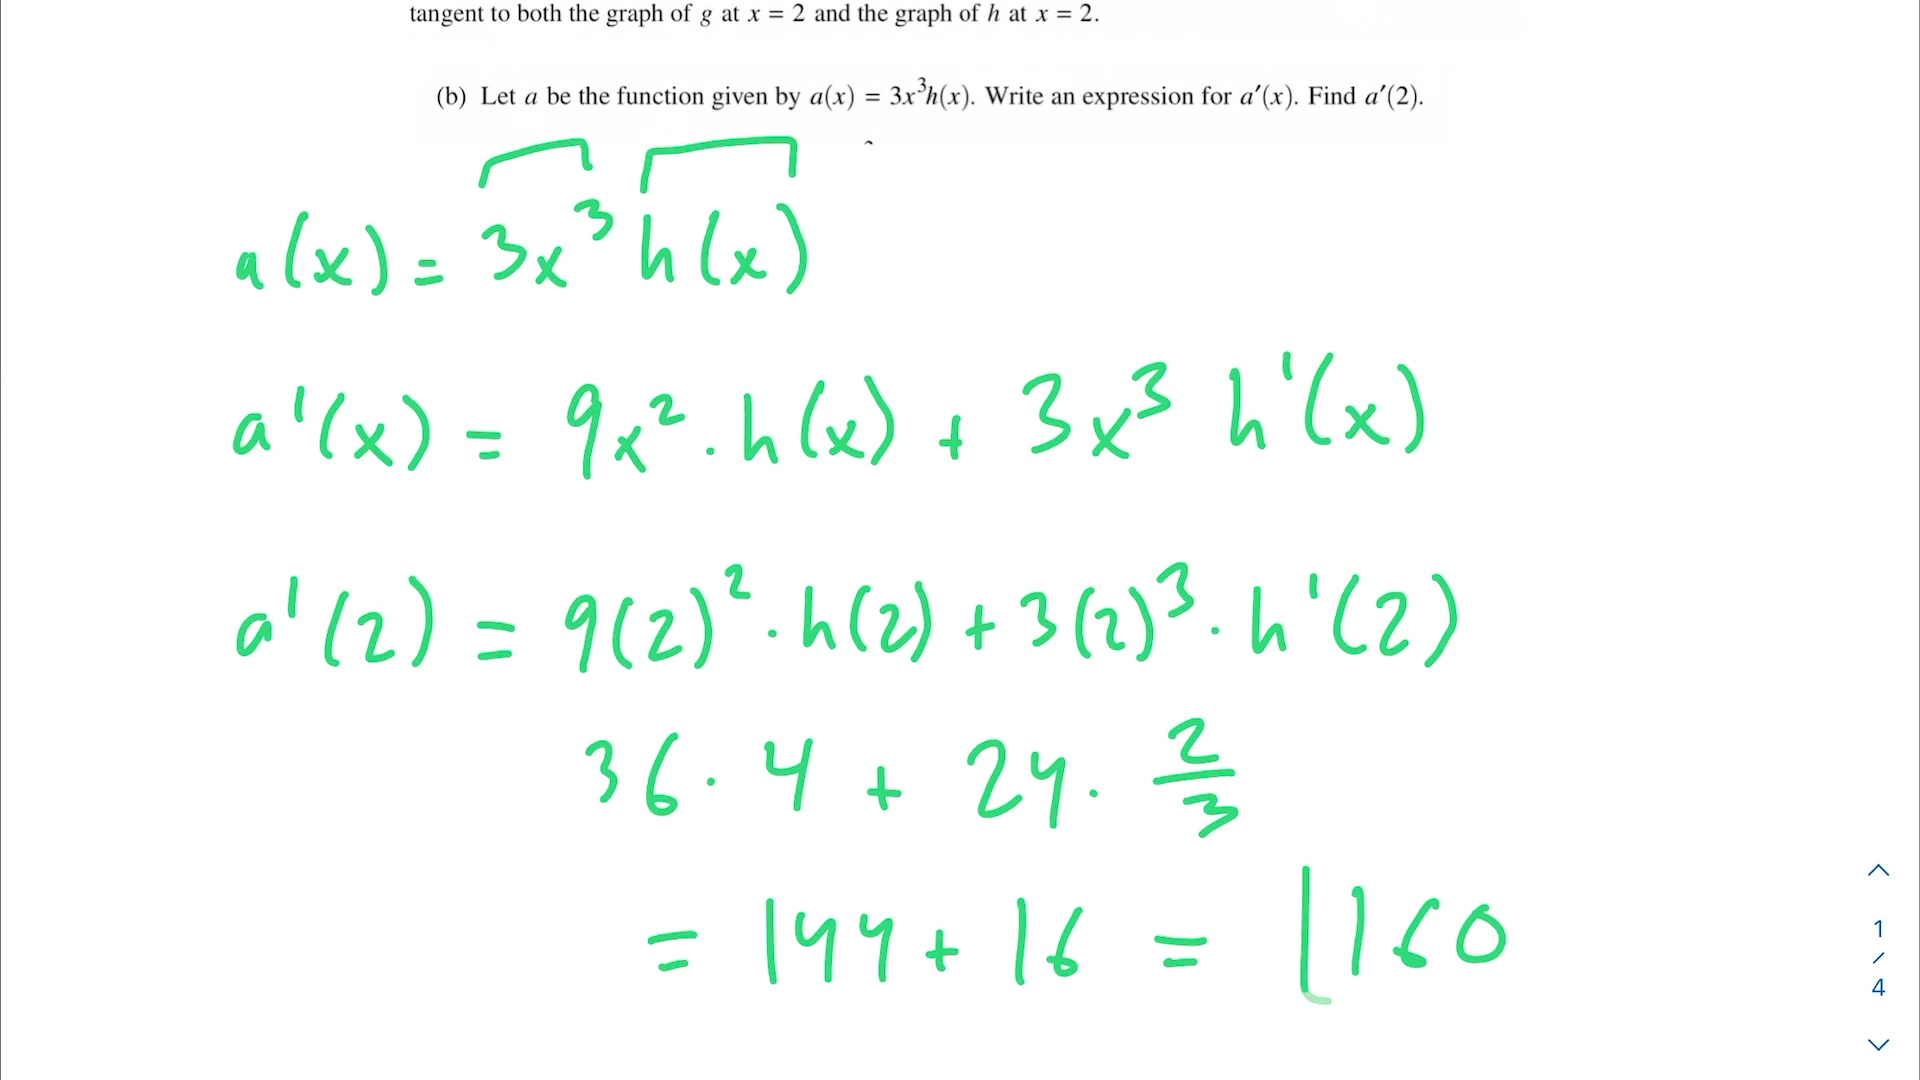 tangent to both the graph of g at x = 2 and the graph of h at x = 2.
(b) Let a be the function given by a(x) = 3x³h(x). Write an expression for a′(x). Find a′(2).
a(x) = 3x³ h(x)
a'(x) = 9x² · h(x) + 3x³ h'(x)
a'(2) = 9(2)² · h(2) + 3(2)³ · h'(2)
36 · 4 + 24 · 2/3
= 144 + 16 = 160
1
/
4